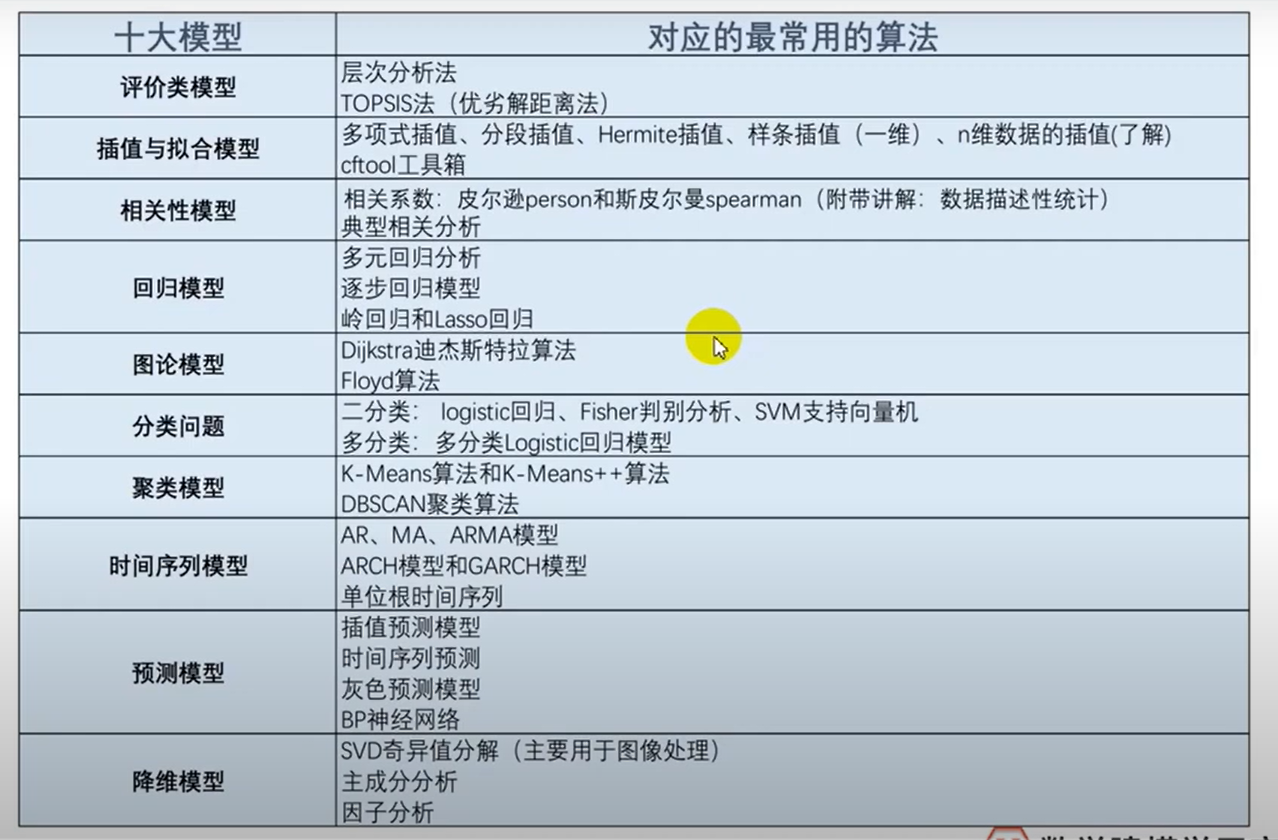 十大模型
对应的最常用的算法
评价类模型
层次分析法
TOPSIS法（优劣解距离法）
插值与拟合模型
多项式插值、分段插值、Hermite插值、样条插值（一维）、n维数据的插值(了解)
cftool工具箱
相关性模型
相关系数：皮尔逊person和斯皮尔曼spearman（附带讲解：数据描述性统计）
典型相关分析
回归模型
多元回归分析
逐步回归模型
岭回归和Lasso回归
图论模型
Dijkstra迪杰斯特拉算法
Floyd算法
分类问题
二分类： logistic回归、Fisher判别分析、SVM支持向量机
多分类：多分类Logistic回归模型
聚类模型
K-Means算法和K-Means++算法
DBSCAN聚类算法
时间序列模型
AR、MA、ARMA模型
ARCH模型和GARCH模型
单位根时间序列
预测模型
插值预测模型
时间序列预测
灰色预测模型
BP神经网络
降维模型
SVD奇异值分解（主要用于图像处理）
主成分分析
因子分析